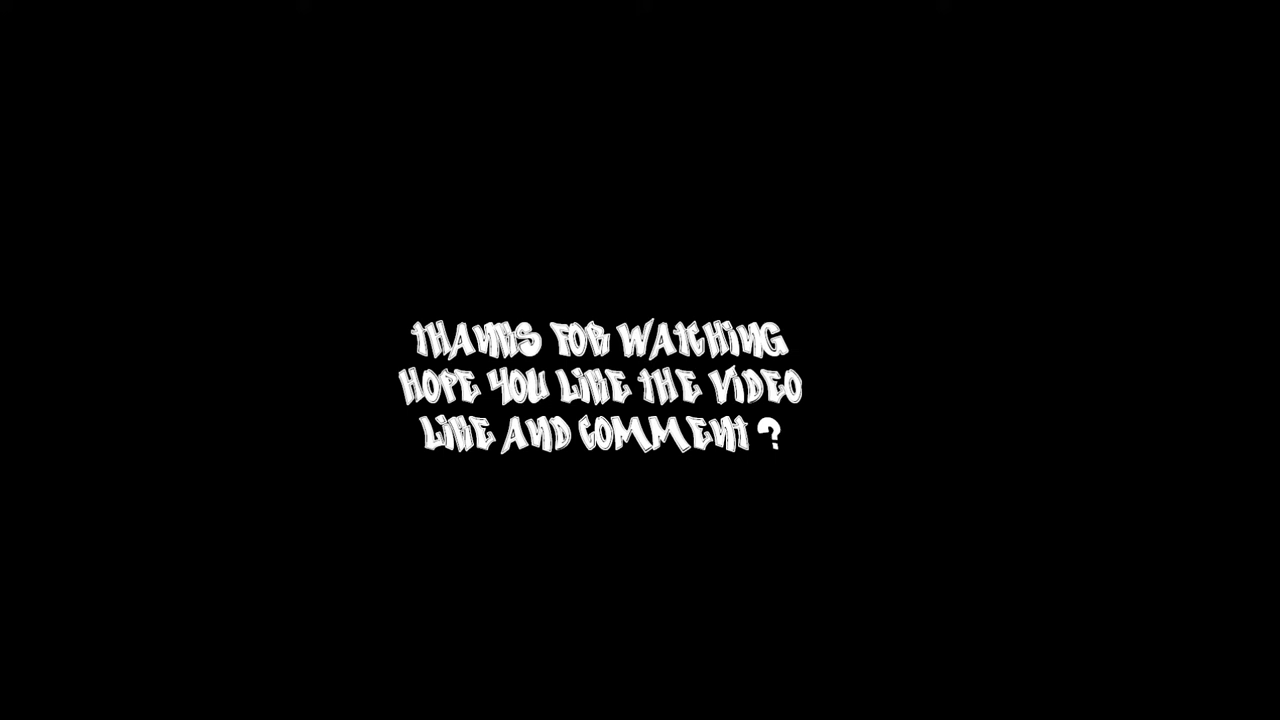 THANKS FOR WATCHING
HOPE YOU LIKE THE VIDEO
LIKE AND COMMENT ?